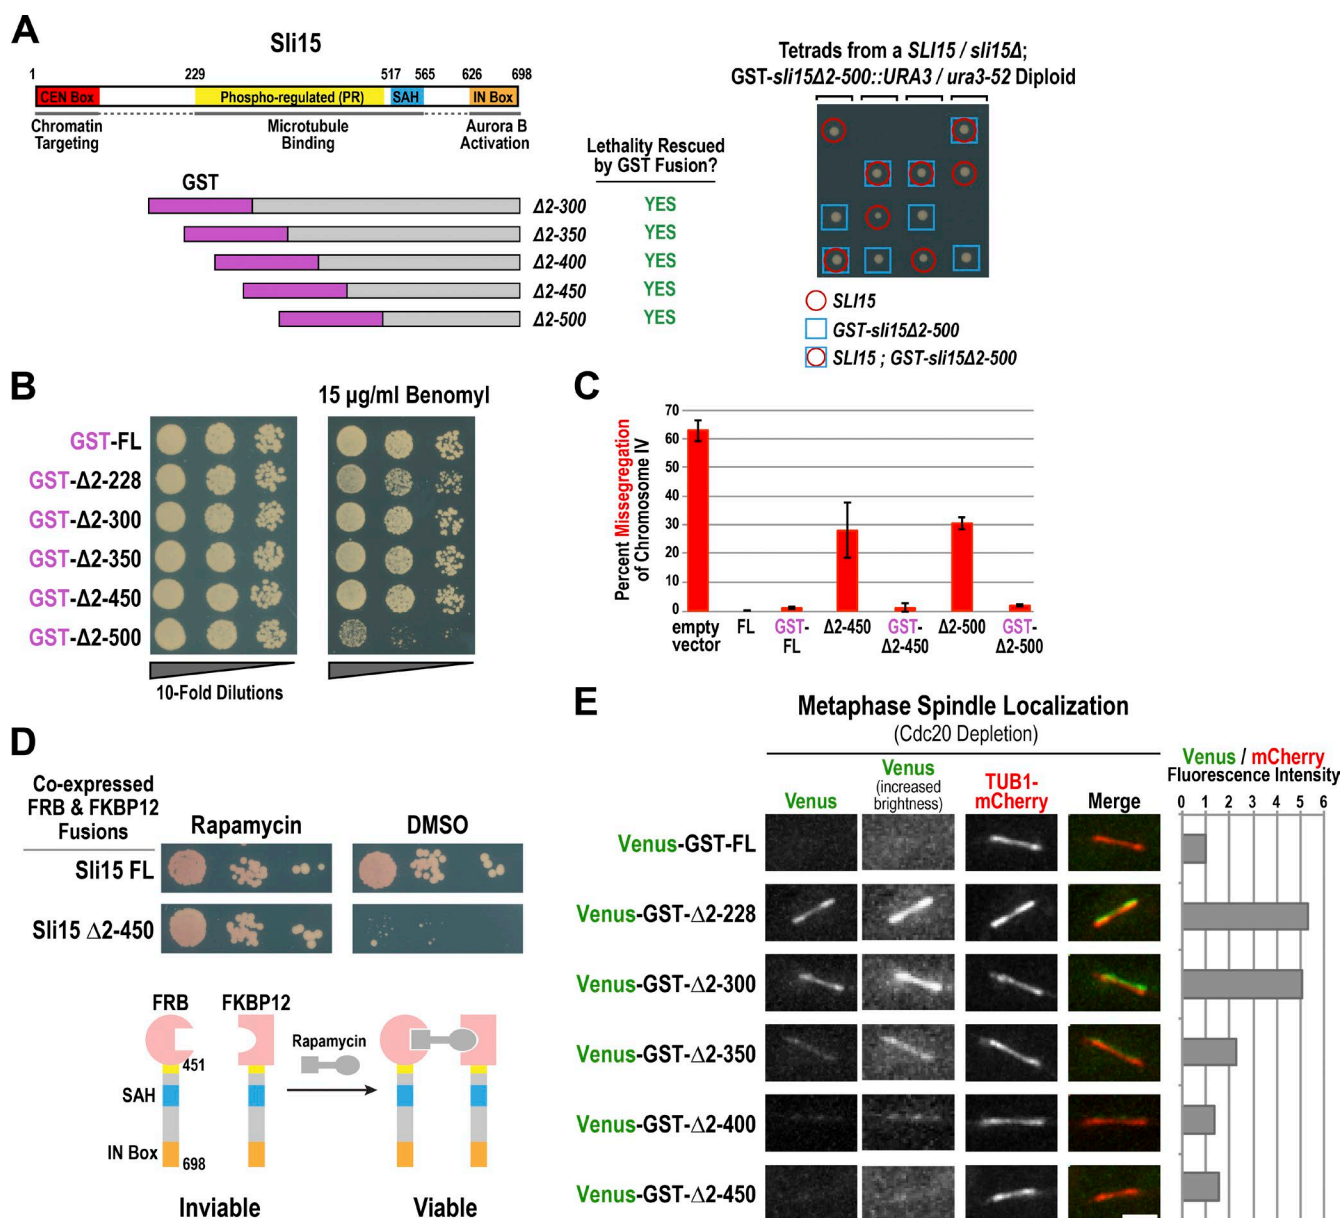 A
Sli15
1 229 517 565 626 698
CEN Box Phospho-regulated (PR) SAH IN Box
Chromatin Targeting
Microtubule Binding
Aurora B Activation
GST
Lethality Rescued
by GST Fusion?
Δ2-300 YES
Δ2-350 YES
Δ2-400 YES
Δ2-450 YES
Δ2-500 YES
Tetrads from a SLI15 / sli15Δ;
GST-sli15Δ2-500::URA3 / ura3-52 Diploid
SLI15
GST-sli15Δ2-500
SLI15 ; GST-sli15Δ2-500
B
15 µg/ml Benomyl
GST-FL
GST-Δ2-228
GST-Δ2-300
GST-Δ2-350
GST-Δ2-450
GST-Δ2-500
10-Fold Dilutions
C
Percent Missegregation
of Chromosome IV
70
60
50
40
30
20
10
0
empty vector
FL
GST-FL
Δ2-450
GST-Δ2-450
Δ2-500
GST-Δ2-500
D
Co-expressed
FRB & FKBP12
Fusions
Rapamycin DMSO
Sli15 FL
Sli15 Δ2-450
FRB FKBP12
Rapamycin
451
SAH
IN Box
698
Inviable Viable
E
Metaphase Spindle Localization
(Cdc20 Depletion)
Venus
Venus
(increased
brightness)
TUB1-
mCherry
Merge
Venus / mCherry
Fluorescence Intensity
0 1 2 3 4 5 6
Venus-GST-FL
Venus-GST-Δ2-228
Venus-GST-Δ2-300
Venus-GST-Δ2-350
Venus-GST-Δ2-400
Venus-GST-Δ2-450